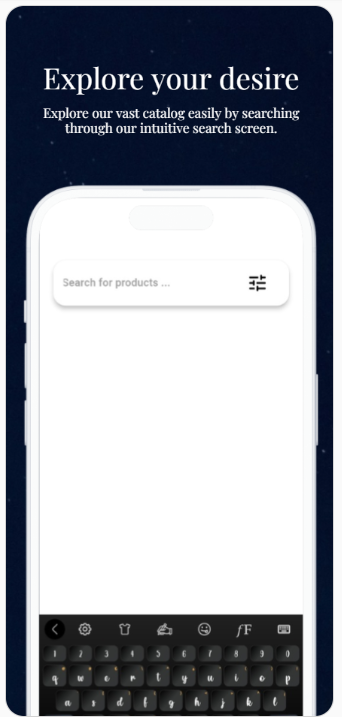 Explore your desire
Explore our vast catalog easily by searching
through our intuitive search screen.
Search for products ...
fF
1 2 3 4 5 6 7 8 9 0
q w e r t y u i o p
a s d f g h j k l